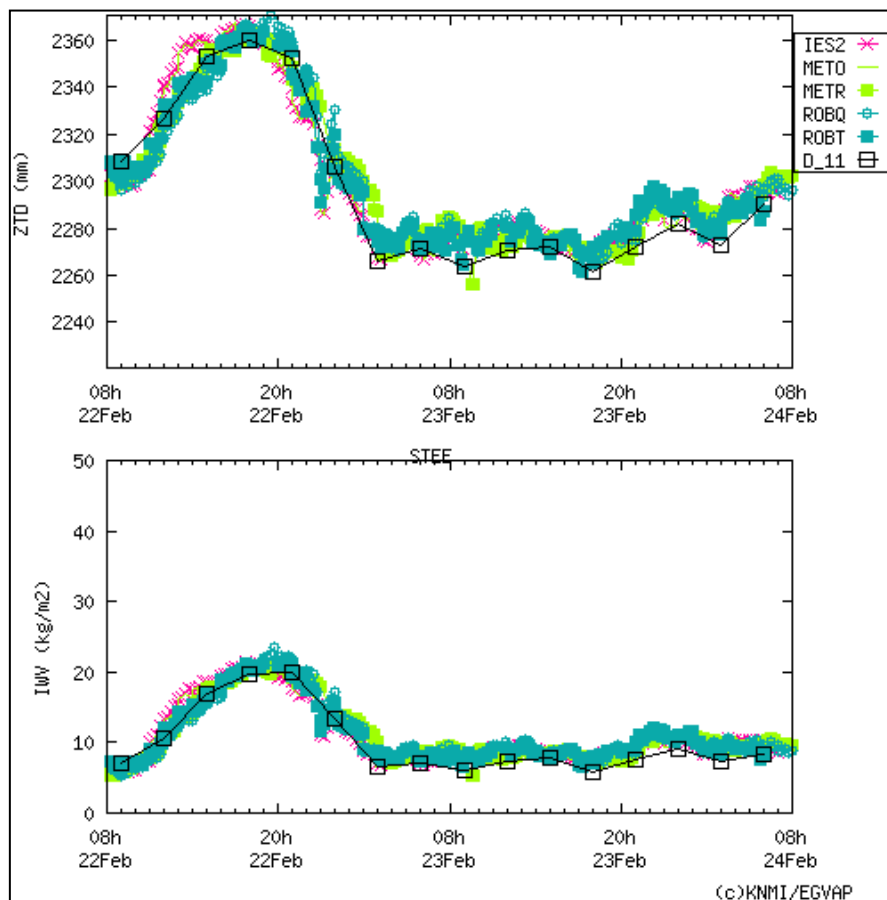 2360
2340
2320
2300
2280
2260
2240
ZTD (mm)
IES2
METO
METR
ROBQ
ROBT
D_11
08h 20h 08h 20h 08h
22Feb 22Feb 23Feb 23Feb 24Feb
50
40
30
20
10
0
IWV (kg/m2)
08h 20h 08h 20h 08h
22Feb 22Feb 23Feb 23Feb 24Feb
(c)KNMI/EGVAP